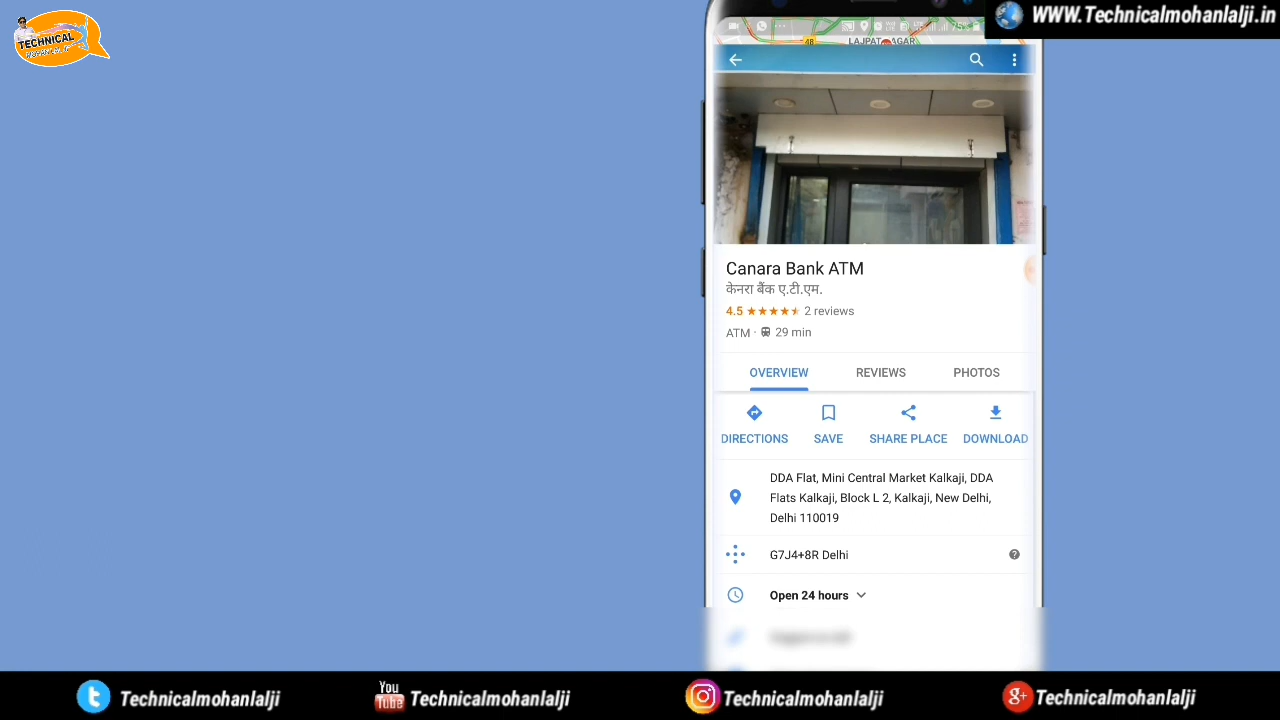 TECHNICAL
WWW.Technicalmohanlalji.in
75%
48
Canara Bank ATM
केनरा बैंक ए.टी.एम.
4.5 2 reviews
ATM · 29 min
OVERVIEW REVIEWS PHOTOS
DIRECTIONS SAVE SHARE PLACE DOWNLOAD
DDA Flat, Mini Central Market Kalkaji, DDA
Flats Kalkaji, Block L 2, Kalkaji, New Delhi,
Delhi 110019
G7J4+8R Delhi
Open 24 hours
Technicalmohanlalji You Tube Technicalmohanlalji Technicalmohanlalji G+ Technicalmohanlalji